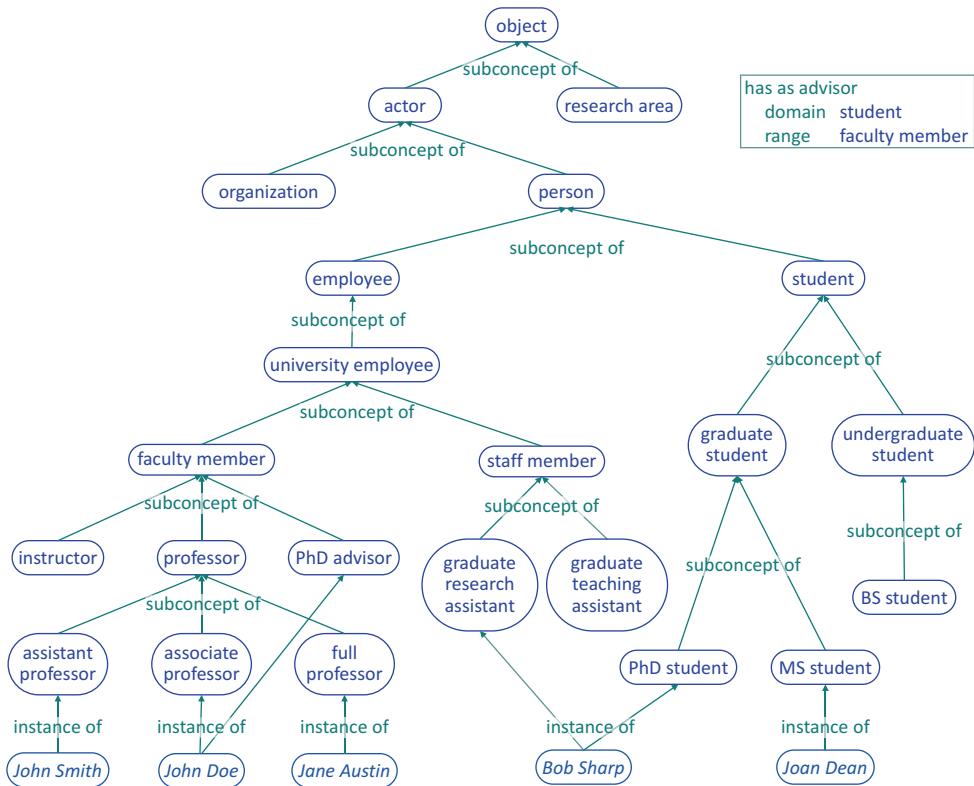 object
subconcept of
actor
research area
has as advisor
domain student
range faculty member
subconcept of
organization
person
subconcept of
employee
student
subconcept of
university employee
subconcept of
subconcept of
graduate
student
undergraduate
student
faculty member
staff member
subconcept of
subconcept of
subconcept of
subconcept of
instructor
professor
PhD advisor
graduate
research
assistant
graduate
teaching
assistant
BS student
subconcept of
assistant
professor
associate
professor
full
professor
PhD student
MS student
instance of
instance of
instance of
instance of
instance of
John Smith
John Doe
Jane Austin
Bob Sharp
Joan Dean